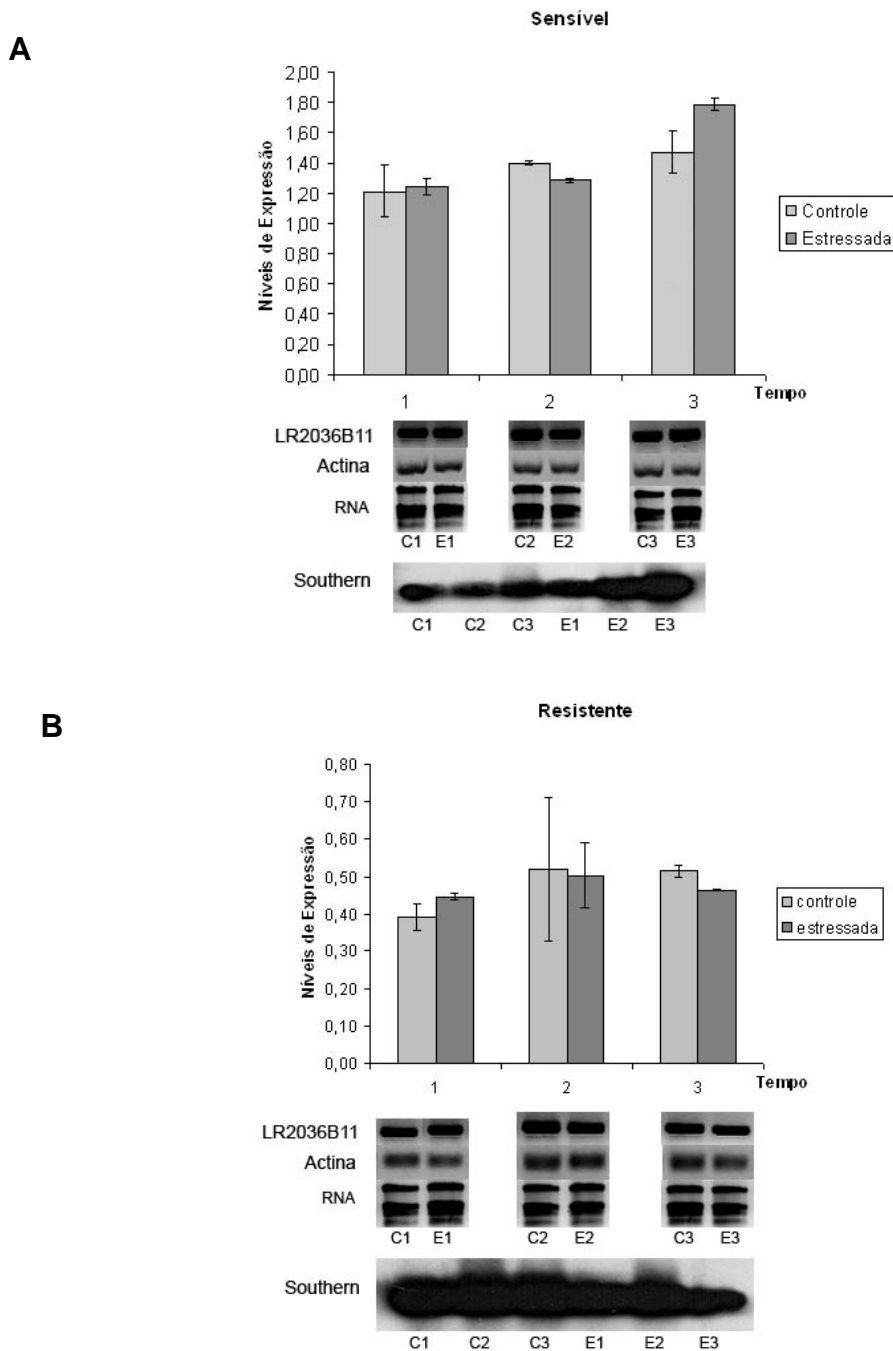 A
Sensível
2,00
1,80
1,60
1,40
1,20
1,00
0,80
0,60
0,40
0,20
0,00
Níveis de Expressão
Controle
Estressada
1 2 3
Tempo
LR2036B11
Actina
RNA
C1 E1 C2 E2 C3 E3
Southern
C1 C2 C3 E1 E2 E3
B
Resistente
0,80
0,70
0,60
0,50
0,40
0,30
0,20
0,10
0,00
Níveis de Expressão
controle
estressada
1 2 3
Tempo
LR2036B11
Actina
RNA
C1 E1 C2 E2 C3 E3
Southern
C1 C2 C3 E1 E2 E3